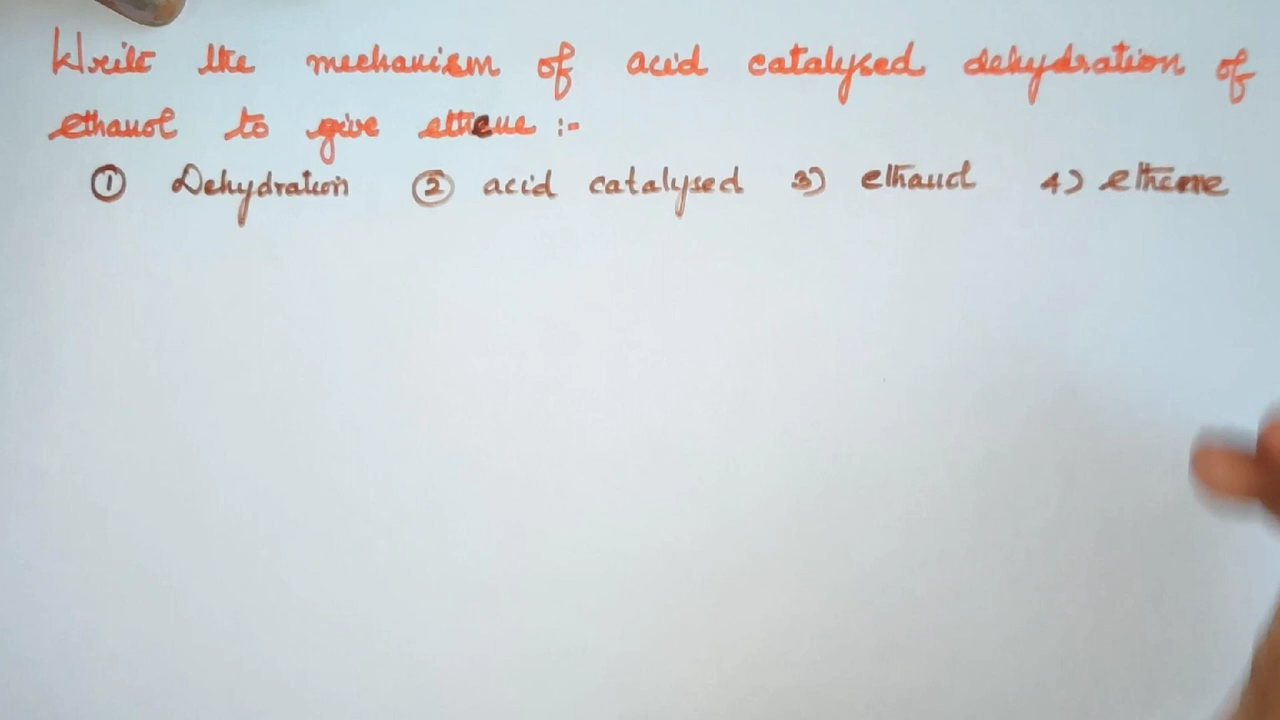 Write the mechanism of acid catalysed dehydration of
ethanol to give ethene :-
① Dehydration ② acid catalysed 3) ethanol 4) ethene